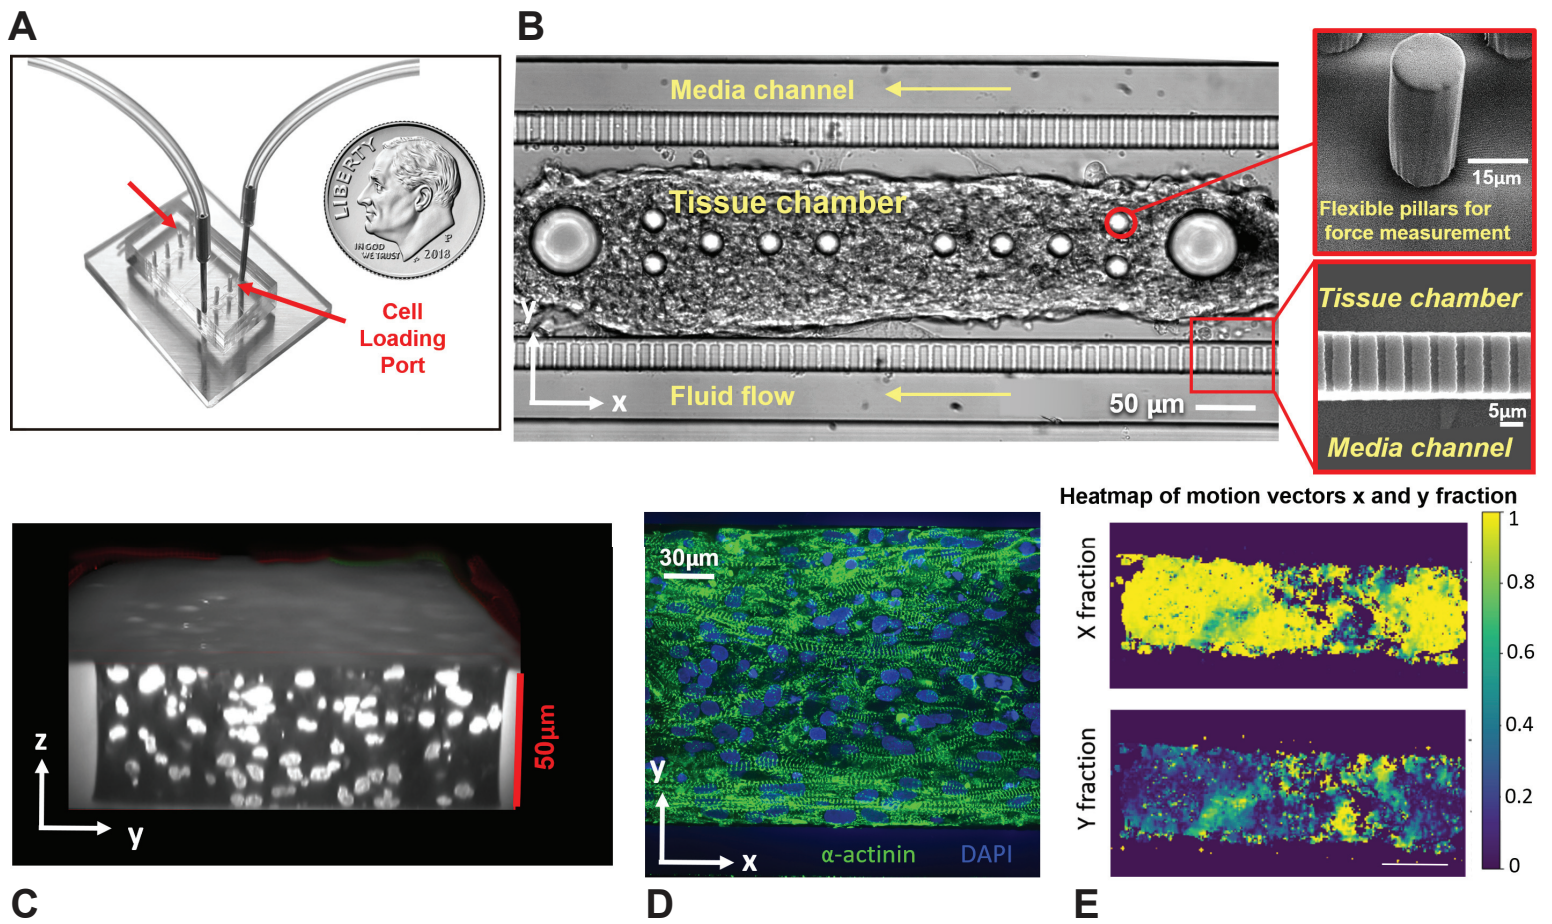 A
B
LIBERTY
IN GOD
WE TRUST
P
2018
Cell
Loading
Port
Media channel
Tissue chamber
y
x
Fluid flow
50 µm
15µm
Flexible pillars for
force measurement
Tissue chamber
5µm
Media channel
z
y
50µm
30µm
y
x
α-actinin DAPI
Heatmap of motion vectors x and y fraction
X fraction
Y fraction
1
0.8
0.6
0.4
0.2
0
C
D
E